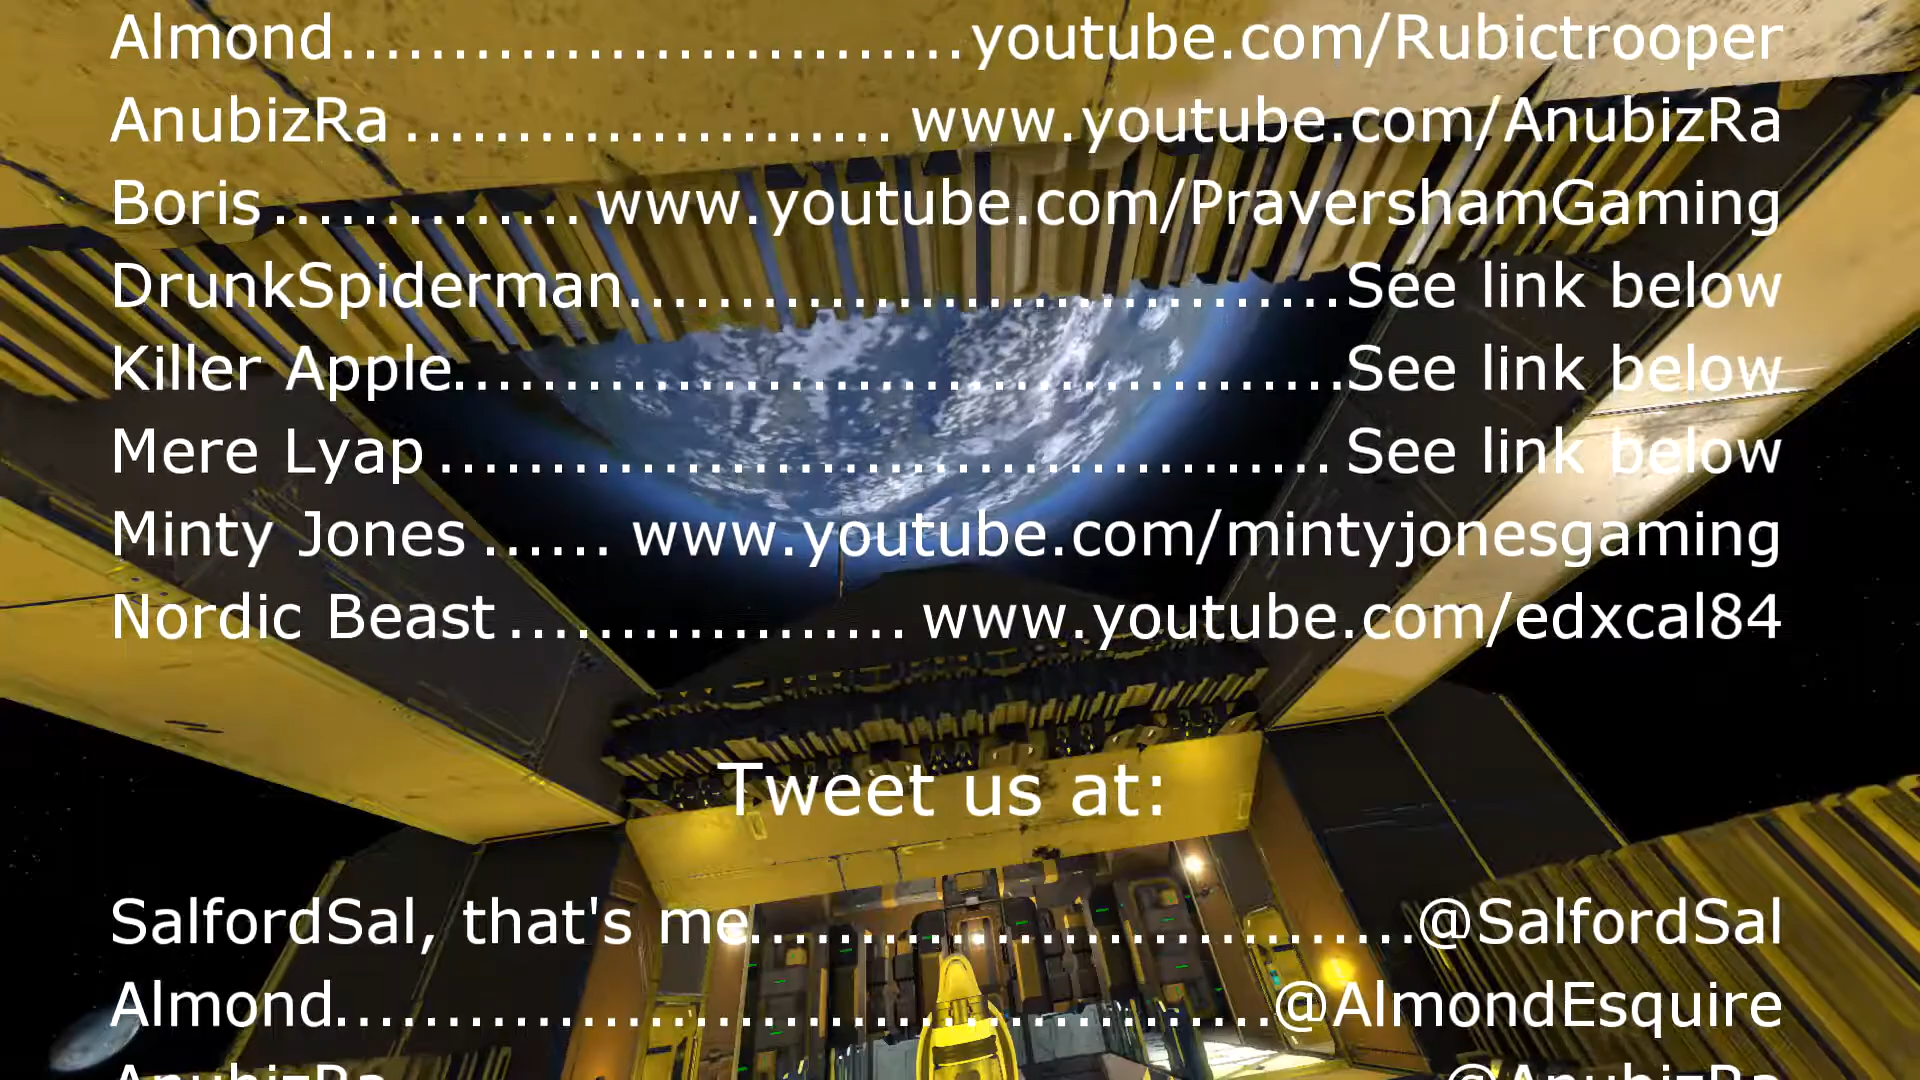 Almond............................youtube.com/Rubictrooper
AnubizRa ...................... www.youtube.com/AnubizRa
Boris .............. www.youtube.com/PravershamGaming
DrunkSpiderman................................See link below
Killer Apple........................................See link below
Mere Lyap ........................................ See link below
Minty Jones ...... www.youtube.com/mintyjonesgaming
Nordic Beast .................. www.youtube.com/edxcal84
Tweet us at:
SalfordSal, that's me..............................@SalfordSal
Almond..........................................@AlmondEsquire
AnubizRa @AnubizRa